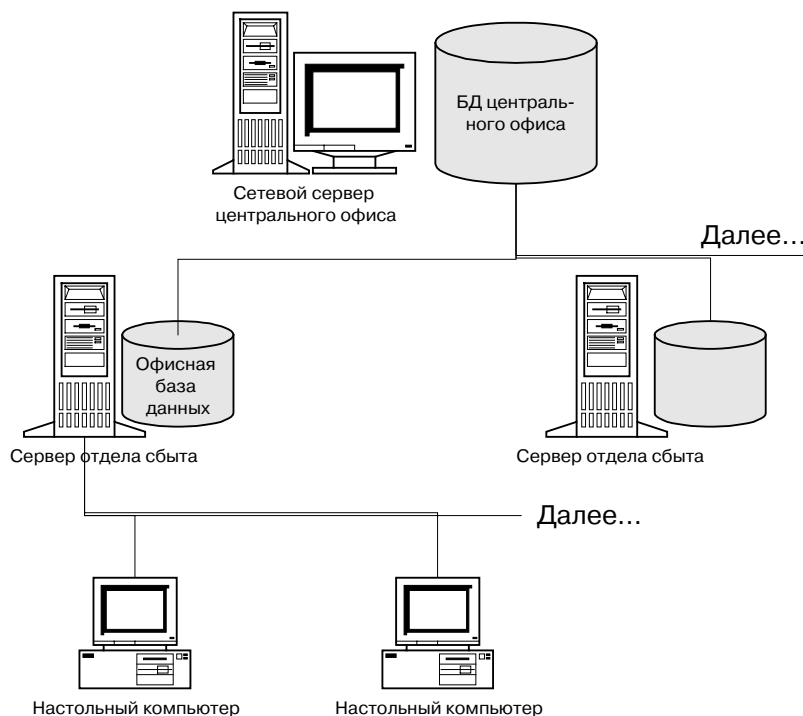 БД централь-
ного офиса
Сетевой сервер
центрального офиса
Далее...
Офисная
база
данных
Сервер отдела сбыта
Сервер отдела сбыта
Далее...
Настольный компьютер
Настольный компьютер